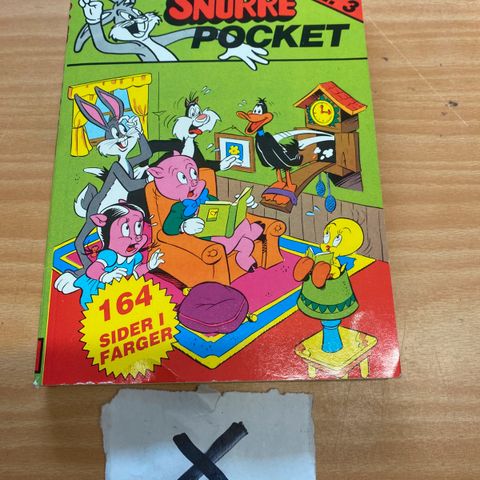 SNURRE
POCKET
3
164
SIDER I
FARGER
X